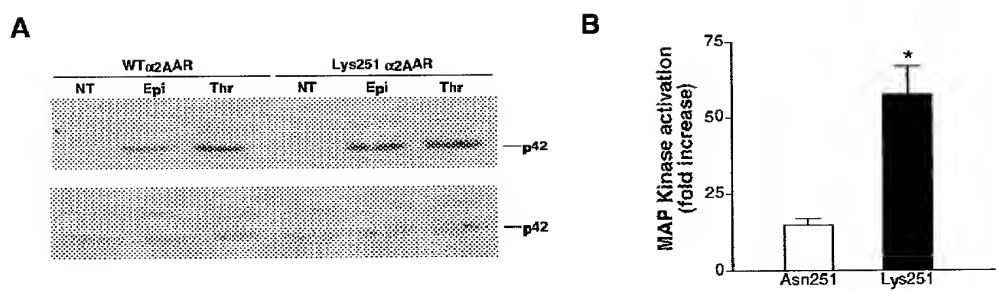 A
WTα2AAR
Lys251 α2AAR
NT Epi Thr NT Epi Thr
p42
p42
B
MAP Kinase activation
(fold increase)
75
50
25
0
*
Asn251 Lys251